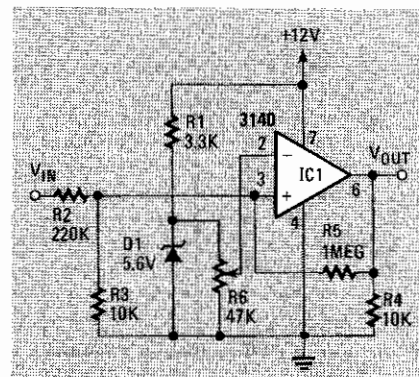 +12V
R1
3.3K
3140
2
7
−
IC1
6
3
+
4
V_OUT
V_IN
R2
220K
R5
1MEG
D1
5.6V
R3
10K
R6
47K
R4
10K